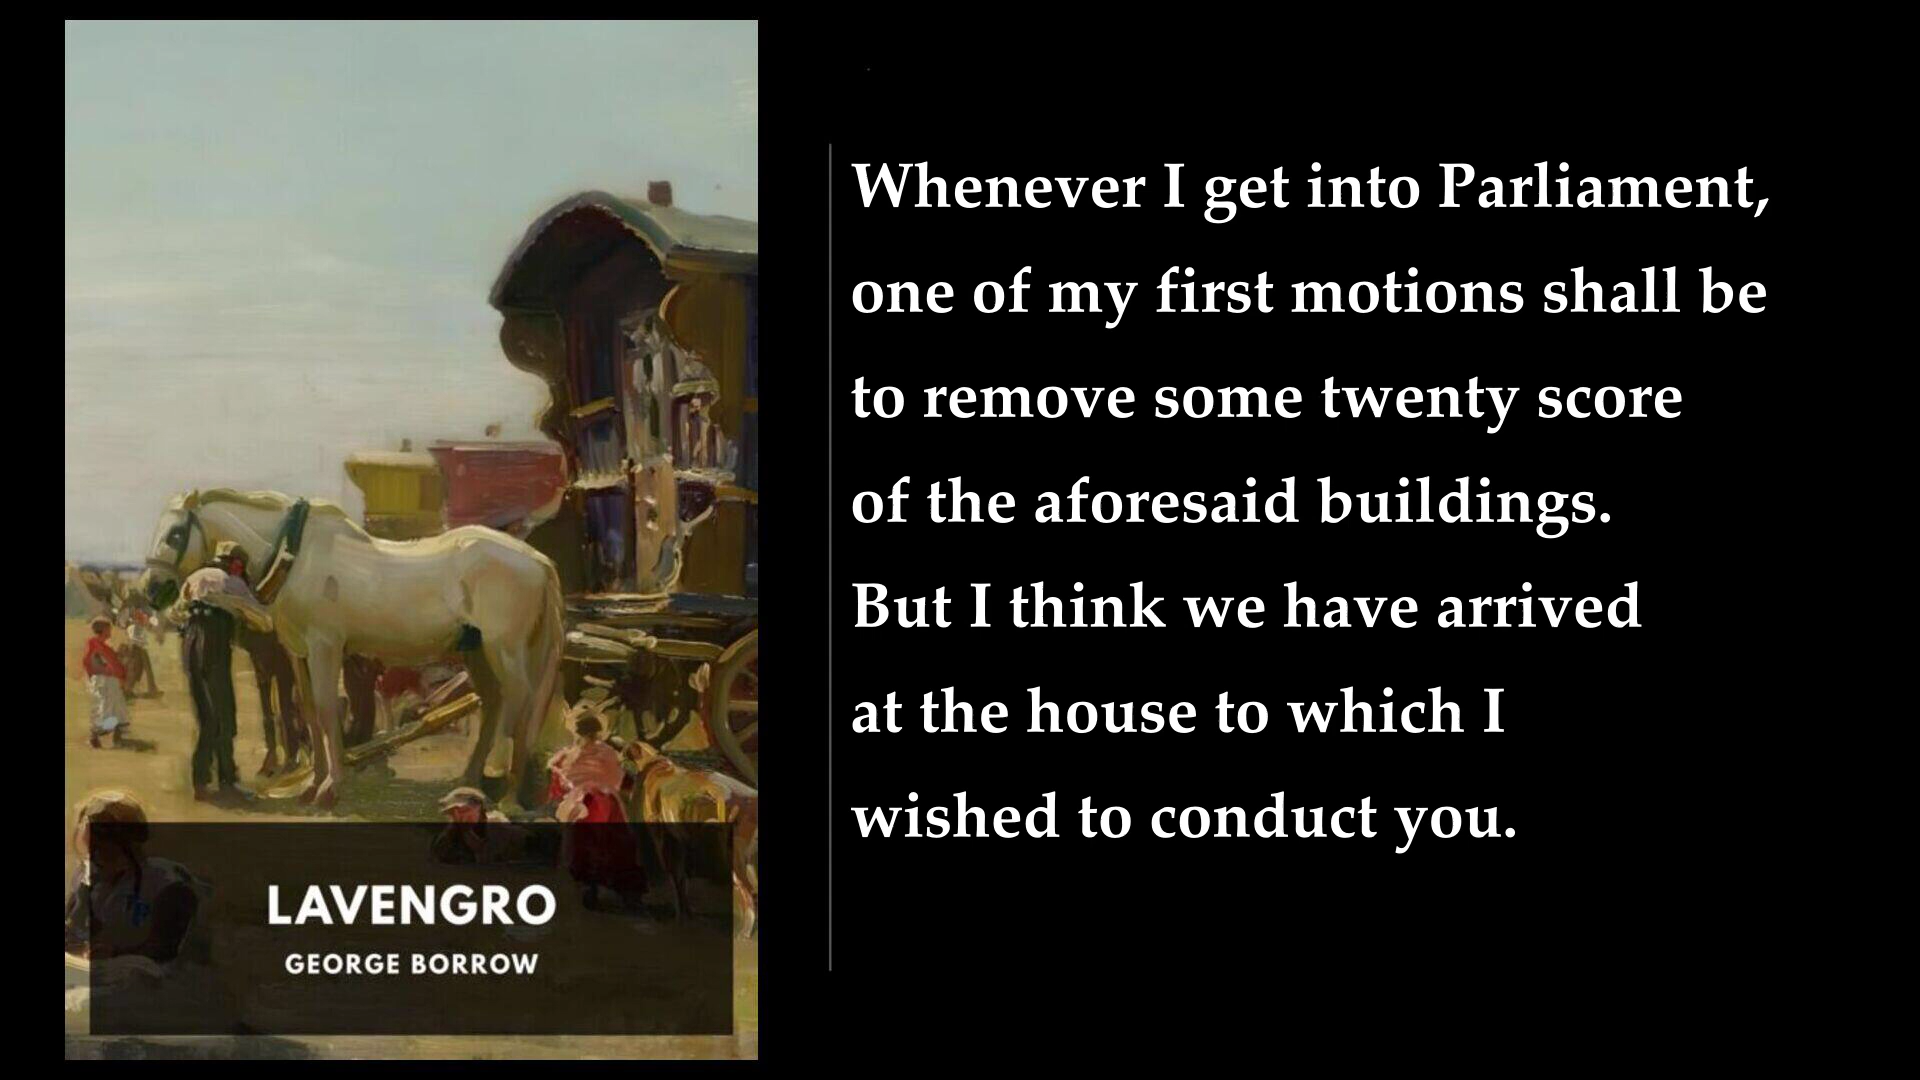 Whenever I get into Parliament,
one of my first motions shall be
to remove some twenty score
of the aforesaid buildings.
But I think we have arrived
at the house to which I
wished to conduct you.
LAVENGRO
GEORGE BORROW